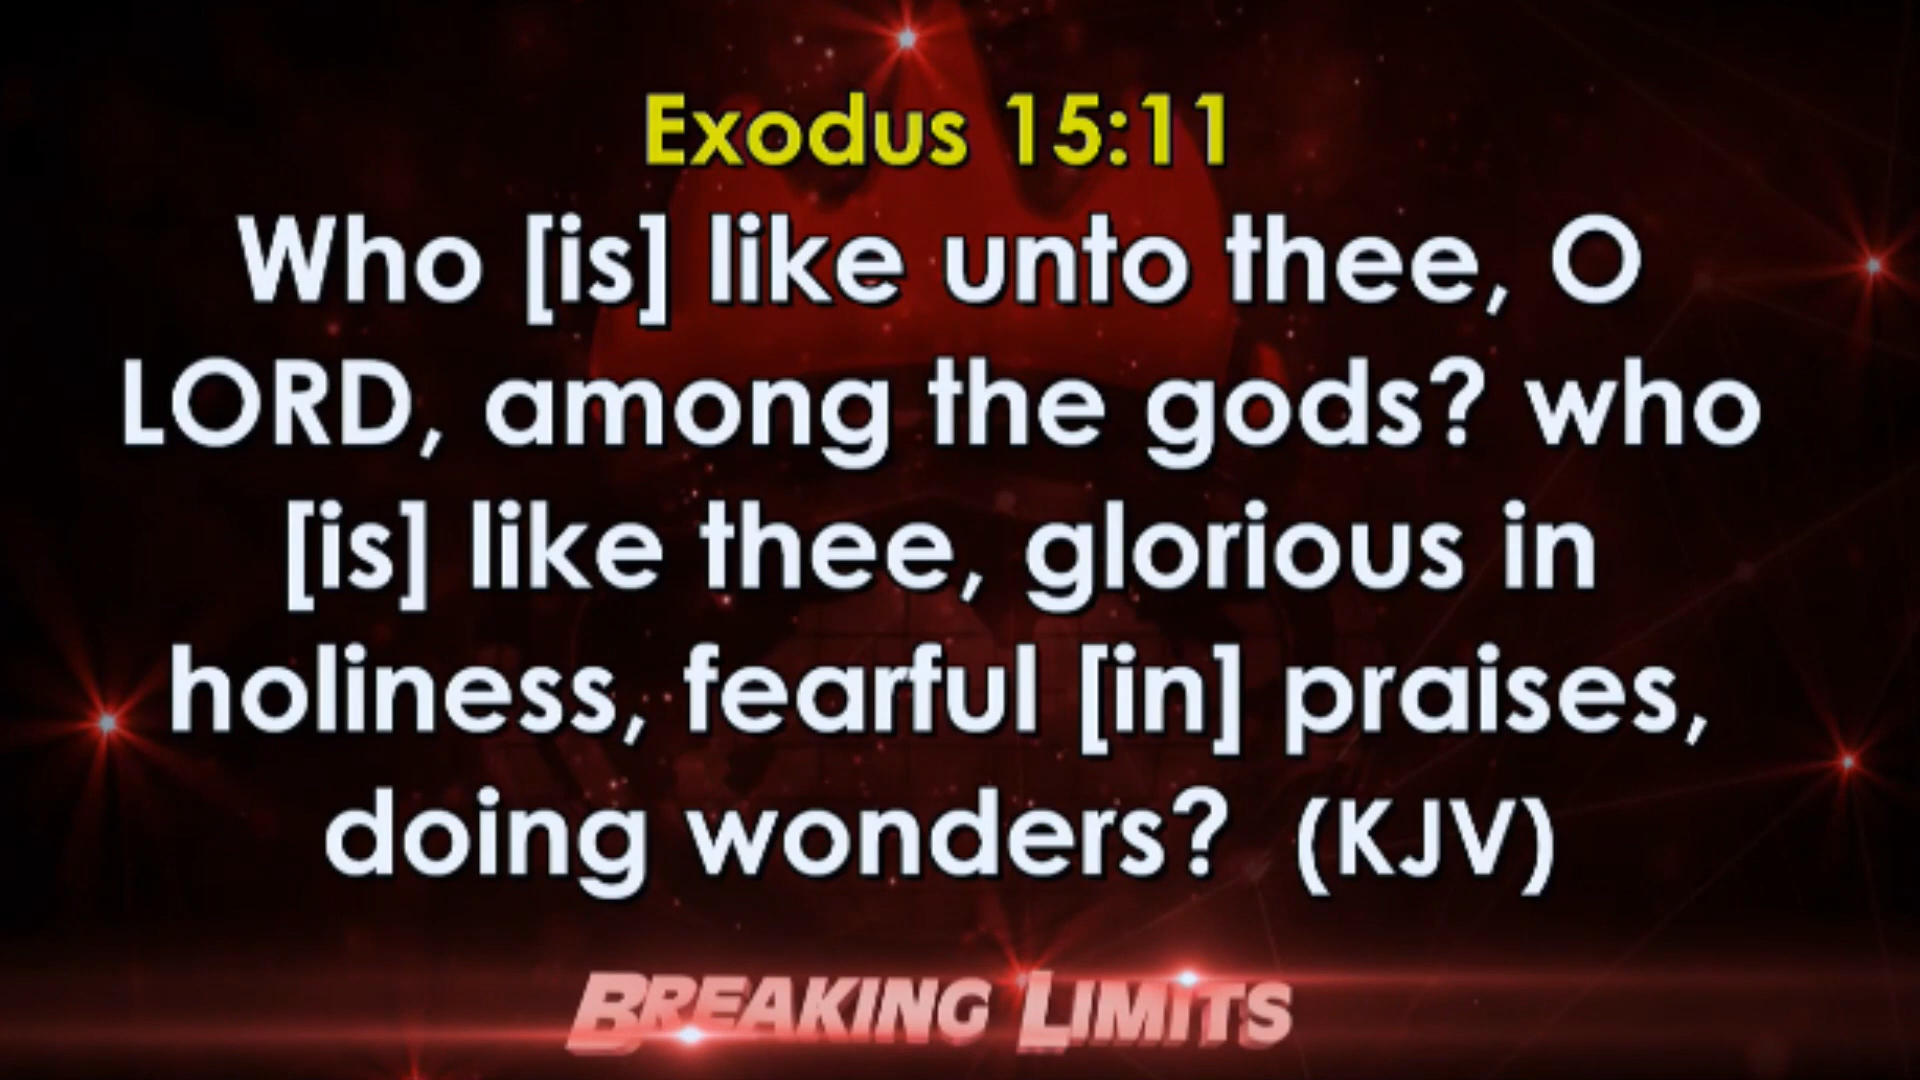 Exodus 15:11
Who [is] like unto thee, O
LORD, among the gods? who
[is] like thee, glorious in
holiness, fearful [in] praises,
doing wonders?  (KJV)
BREAKING LIMITS